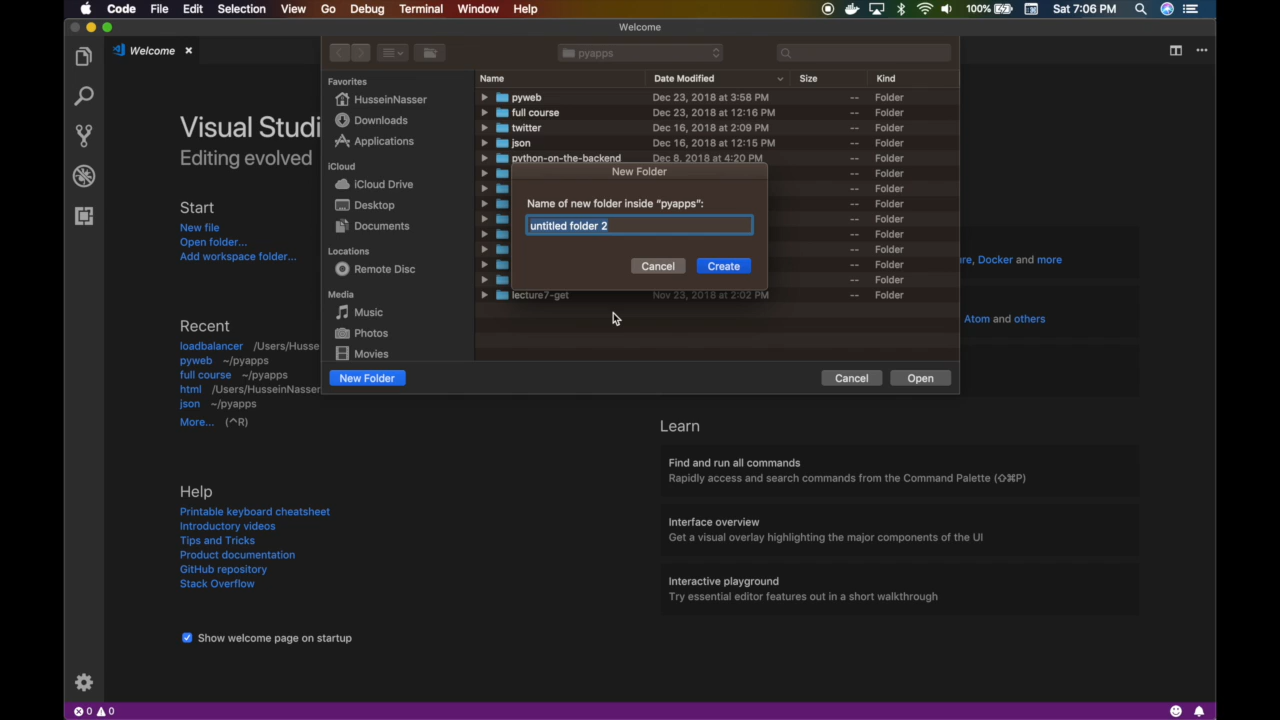 Code File Edit Selection View Go Debug Terminal Window Help 100% Sat 7:06 PM
Welcome
Welcome
pyapps
Favorites
HusseinNasser
Downloads
Applications
iCloud
iCloud Drive
Desktop
Documents
Locations
Remote Disc
Media
Music
Photos
Movies
Name Date Modified Size Kind
pyweb Dec 23, 2018 at 3:58 PM -- Folder
full course Dec 23, 2018 at 12:16 PM -- Folder
twitter Dec 16, 2018 at 2:09 PM -- Folder
json Dec 16, 2018 at 12:15 PM -- Folder
python-on-the-backend Dec 8, 2018 at 4:20 PM -- Folder
-- Folder
-- Folder
-- Folder
-- Folder
-- Folder
-- Folder
-- Folder
-- Folder
lecture7-get Nov 23, 2018 at 2:02 PM -- Folder
New Folder
Name of new folder inside “pyapps”:
untitled folder 2
Cancel Create
New Folder Cancel Open
Visual Studi
Editing evolved
Start
New file
Open folder...
Add workspace folder...
Recent
loadbalancer /Users/Husse
pyweb ~/pyapps
full course ~/pyapps
html /Users/HusseinNasser
json ~/pyapps
More... (^R)
Help
Printable keyboard cheatsheet
Introductory videos
Tips and Tricks
Product documentation
GitHub repository
Stack Overflow
Show welcome page on startup
re, Docker and more
Atom and others
Learn
Find and run all commands
Rapidly access and search commands from the Command Palette (⇧⌘P)
Interface overview
Get a visual overlay highlighting the major components of the UI
Interactive playground
Try essential editor features out in a short walkthrough
0 0